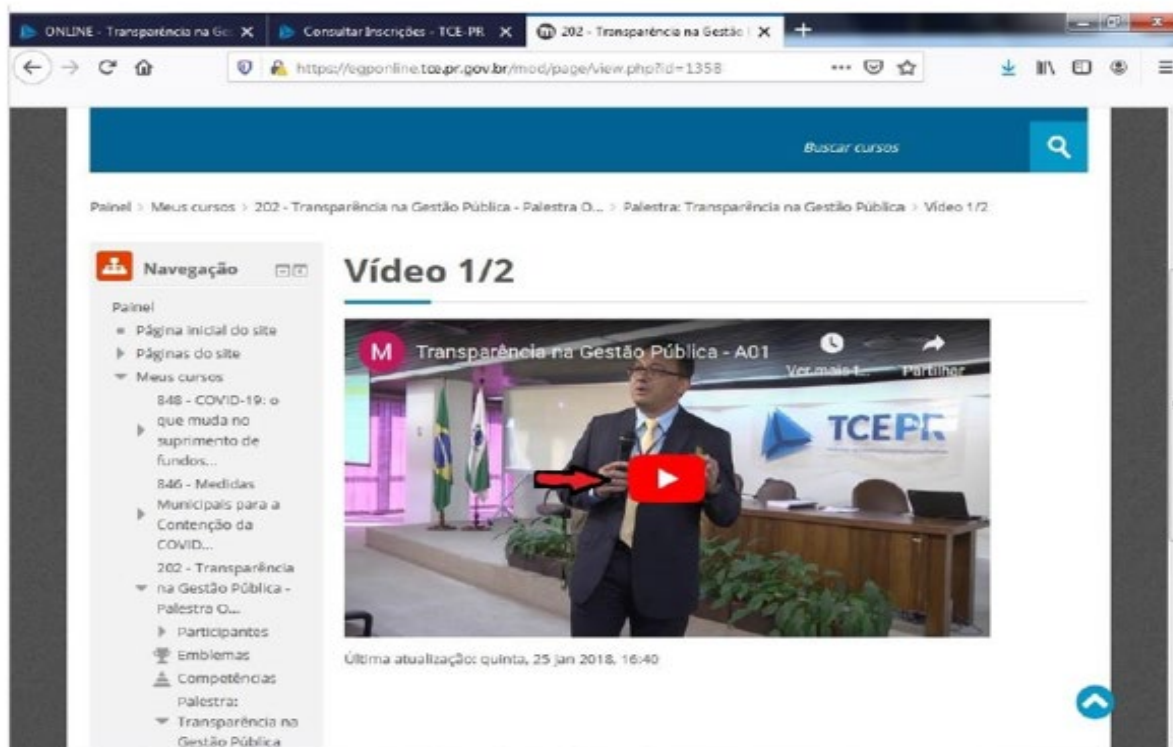 ONLINE - Transparência na Ge
Consultar Inscrições - TCE-PR
202 - Transparência na Gestão
https://egponline.tce.pr.gov.br/mod/page/view.php?id=1358
Buscar cursos
Painel > Meus cursos > 202 - Transparência na Gestão Pública - Palestra O... > Palestra: Transparência na Gestão Pública > Vídeo 1/2
Navegação
Vídeo 1/2
Painel
Página inicial do site
Páginas do site
Meus cursos
848 - COVID-19: o
que muda no
suprimento de
fundos...
846 - Medidas
Municipais para a
Contenção da
COVID...
202 - Transparência
na Gestão Pública -
Palestra O...
Participantes
Emblemas
Competências
Palestra:
Transparência na
Gestão Pública
M
Transparência na Gestão Pública - A01
Ver mais t...
Partilhar
TCEPR
Última atualização: quinta, 25 Jan 2018, 16:40